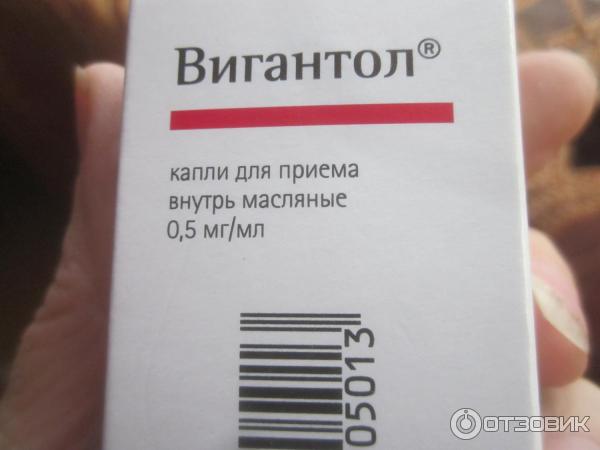 Вигантол®
капли для приема
внутрь масляные
0,5 мг/мл
05013
ОТЗОВИК